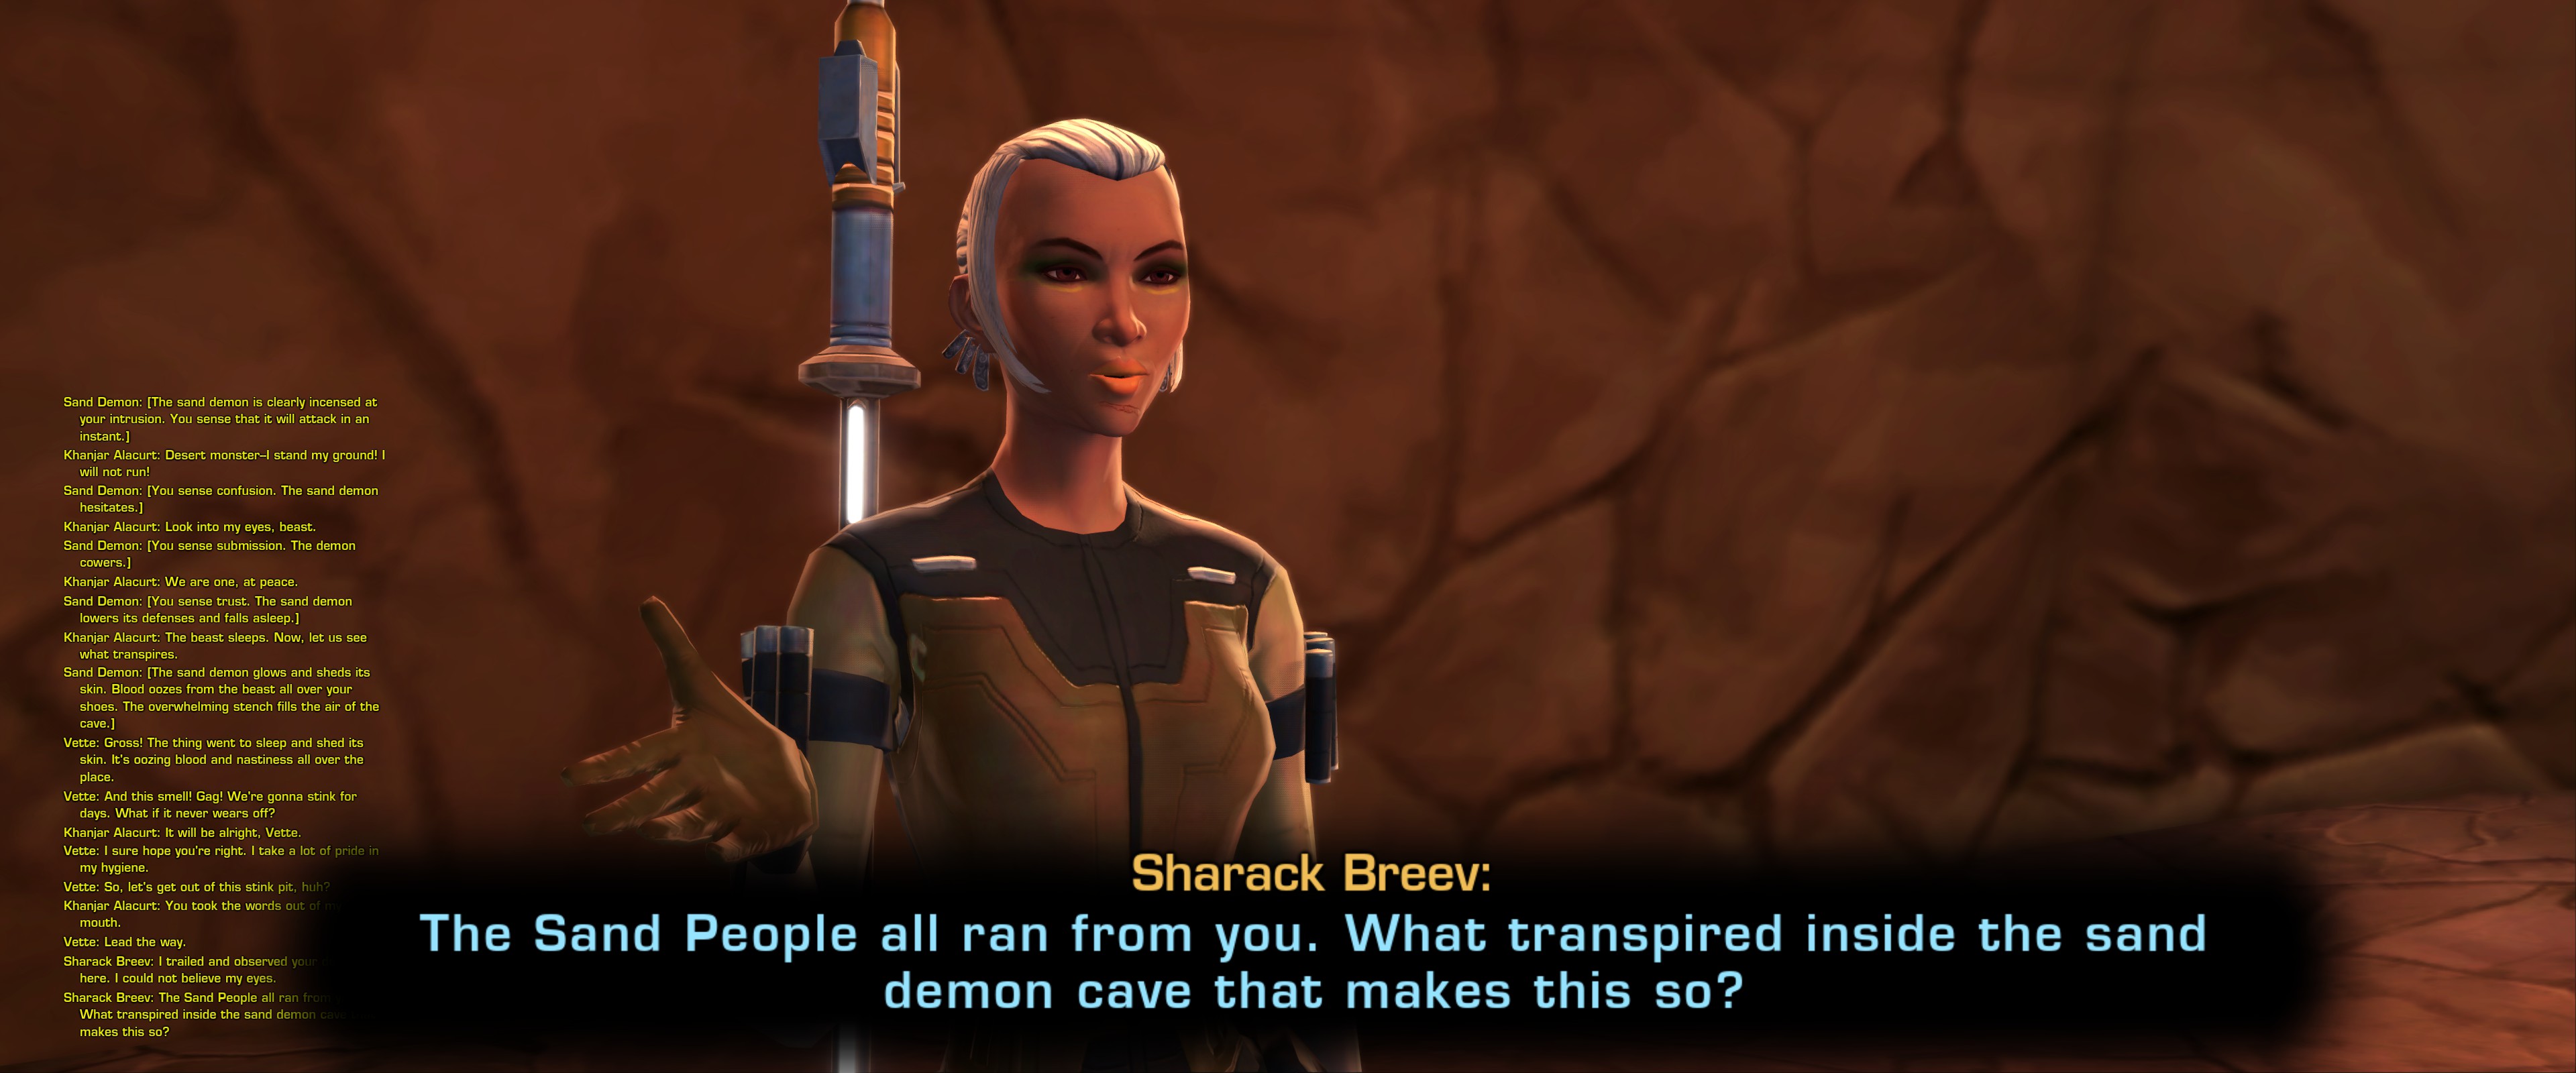 Sand Demon: [The sand demon is clearly incensed at
your intrusion. You sense that it will attack in an
instant.]
Khanjar Alacurt: Desert monster–I stand my ground! I
will not run!
Sand Demon: [You sense confusion. The sand demon
hesitates.]
Khanjar Alacurt: Look into my eyes, beast.
Sand Demon: [You sense submission. The demon
cowers.]
Khanjar Alacurt: We are one, at peace.
Sand Demon: [You sense trust. The sand demon
lowers its defenses and falls asleep.]
Khanjar Alacurt: The beast sleeps. Now, let us see
what transpires.
Sand Demon: [The sand demon glows and sheds its
skin. Blood oozes from the beast all over your
shoes. The overwhelming stench fills the air of the
cave.]
Vette: Gross! The thing went to sleep and shed its
skin. It's oozing blood and nastiness all over the
place.
Vette: And this smell! Gag! We're gonna stink for
days. What if it never wears off?
Khanjar Alacurt: It will be alright, Vette.
Vette: I sure hope you're right. I take a lot of pride in
my hygiene.
Vette: So, let's get out of this stink pit, huh?
Khanjar Alacurt: You took the words out of my
mouth.
Vette: Lead the way.
Sharack Breev: I trailed and observed your
here. I could not believe my eyes.
Sharack Breev: The Sand People all ran from
What transpired inside the sand demon cave
makes this so?
Sharack Breev:
The Sand People all ran from you. What transpired inside the sand
demon cave that makes this so?